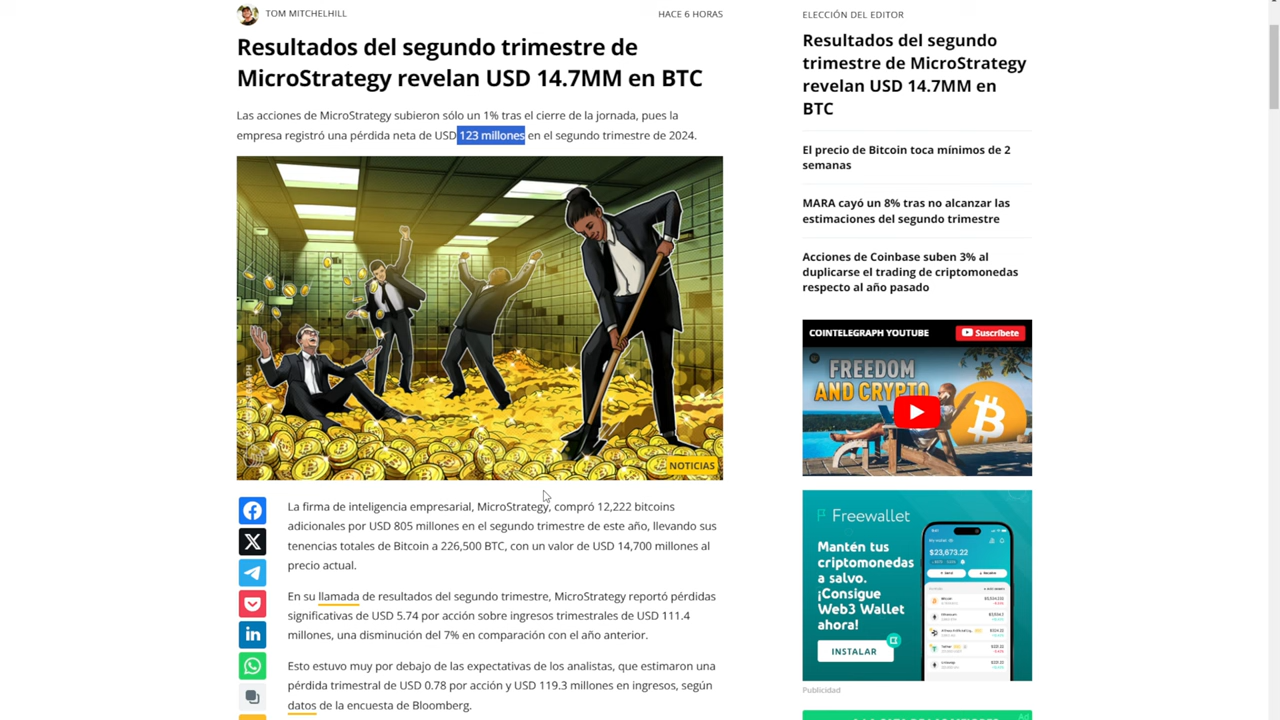 TOM MITCHELHILL
HACE 6 HORAS
Resultados del segundo trimestre de
MicroStrategy revelan USD 14.7MM en BTC
Las acciones de MicroStrategy subieron sólo un 1% tras el cierre de la jornada, pues la
empresa registró una pérdida neta de USD 123 millones en el segundo trimestre de 2024.
NOTICIAS
La firma de inteligencia empresarial, MicroStrategy, compró 12,222 bitcoins
adicionales por USD 805 millones en el segundo trimestre de este año, llevando sus
tenencias totales de Bitcoin a 226,500 BTC, con un valor de USD 14,700 millones al
precio actual.
En su llamada de resultados del segundo trimestre, MicroStrategy reportó pérdidas
significativas de USD 5.74 por acción sobre ingresos trimestrales de USD 111.4
millones, una disminución del 7% en comparación con el año anterior.
Esto estuvo muy por debajo de las expectativas de los analistas, que estimaron una
pérdida trimestral de USD 0.78 por acción y USD 119.3 millones en ingresos, según
datos de la encuesta de Bloomberg.
ELECCIÓN DEL EDITOR
Resultados del segundo
trimestre de MicroStrategy
revelan USD 14.7MM en
BTC
El precio de Bitcoin toca mínimos de 2
semanas
MARA cayó un 8% tras no alcanzar las
estimaciones del segundo trimestre
Acciones de Coinbase suben 3% al
duplicarse el trading de criptomonedas
respecto al año pasado
COINTELEGRAPH YOUTUBE
Suscríbete
FREEDOM
AND CRYPTO
Freewallet
Mantén tus
criptomonedas
a salvo.
¡Consigue
Web3 Wallet
ahora!
INSTALAR
$23,673.22
Publicidad
Ad